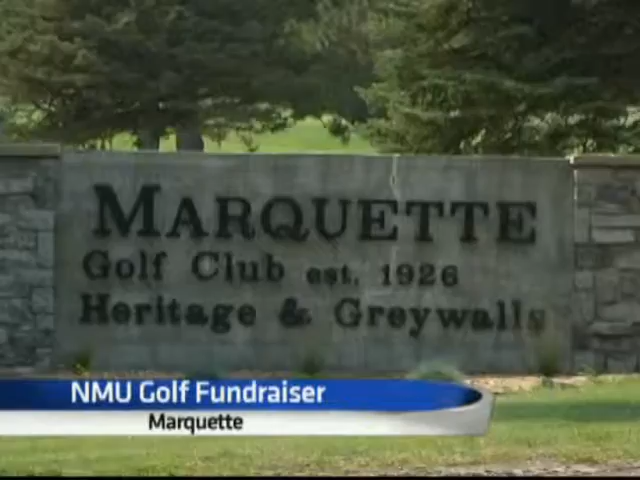 MARQUETTE
Golf Club est. 1926
Heritage & Greywalls
NMU Golf Fundraiser
Marquette